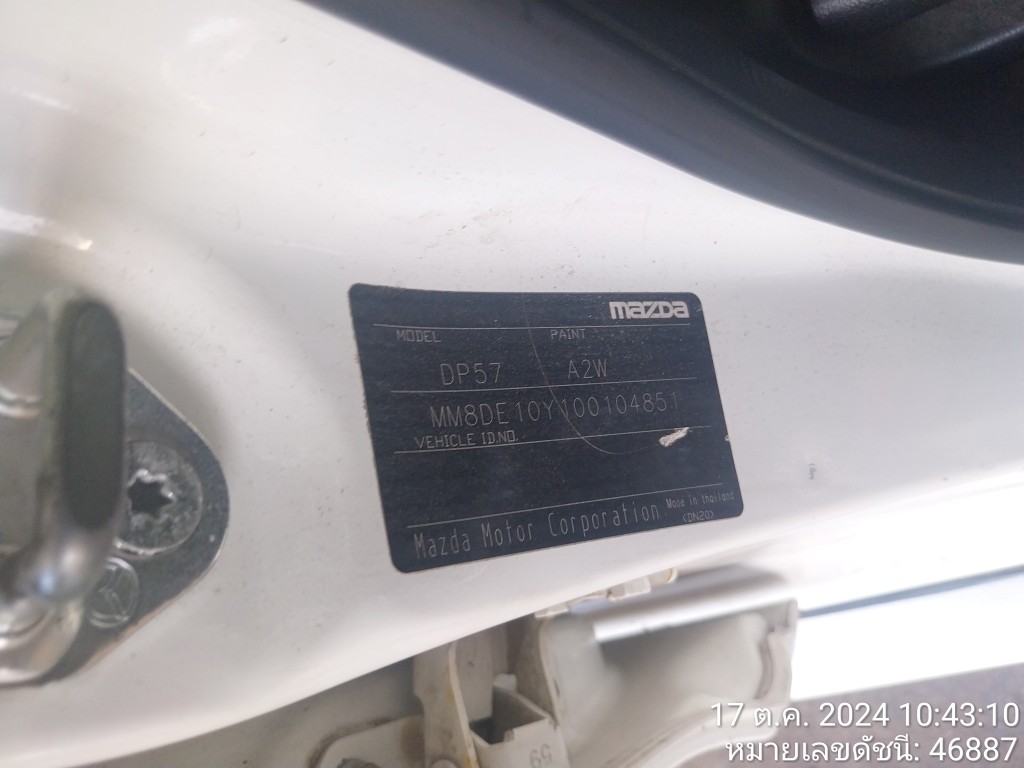 mazda
MODEL PAINT
DP57 A2W
MM8DE10Y100104851
VEHICLE ID.NO.
Mazda Motor Corporation Made in thailand
(DN20)
59
17 ต.ค. 2024 10:43:10
หมายเลขดัชนี: 46887